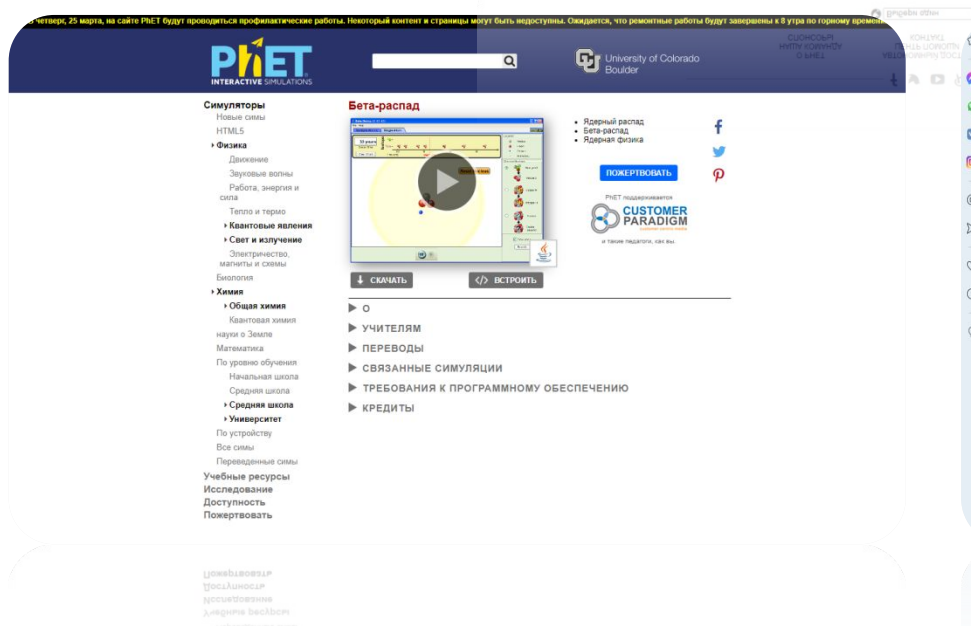 четверг, 25 марта, на сайте PhET будут проводиться профилактические работы. Некоторый контент и страницы могут быть недоступны. Ожидается, что ремонтные работы будут завершены к 8 утра по горному времени
PhET
INTERACTIVE SIMULATIONS
University of Colorado
Boulder
Симуляторы
Новые симы
HTML5
Физика
Движение
Звуковые волны
Работа, энергия и
сила
Тепло и термо
Квантовые явления
Свет и излучение
Электричество,
магниты и схемы
Биология
Химия
Общая химия
Квантовая химия
науки о Земле
Математика
По уровню обучения
Начальная школа
Средняя школа
Средняя школа
Университет
По устройству
Все симы
Переведенные симы
Учебные ресурсы
Исследование
Доступность
Пожертвовать
Бета-распад
СКАЧАТЬ
ВСТРОИТЬ
Ядерный распад
Бета-распад
Ядерная физика
ПОЖЕРТВОВАТЬ
PhET поддерживается
CUSTOMER
PARADIGM
и такие педагоги, как вы.
О
УЧИТЕЛЯМ
ПЕРЕВОДЫ
СВЯЗАННЫЕ СИМУЛЯЦИИ
ТРЕБОВАНИЯ К ПРОГРАММНОМУ ОБЕСПЕЧЕНИЮ
КРЕДИТЫ